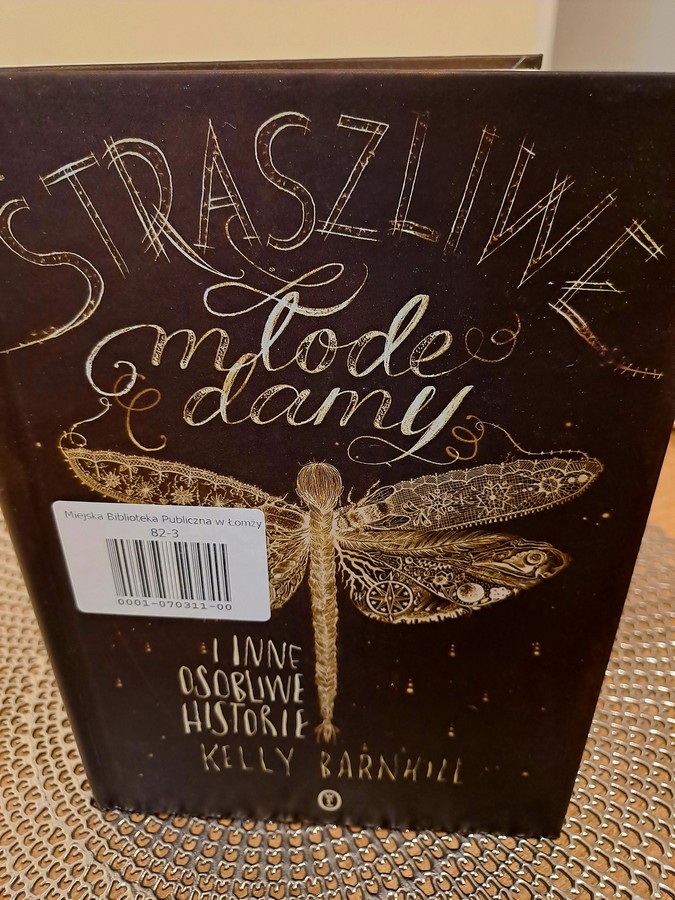 STRASZLIWE
młode
damy
Miejska Biblioteka Publiczna w Łomży
82-3
0001-070311-00
I INNE
OSOBLIWE
HISTORIE
KELLY BARNHILL